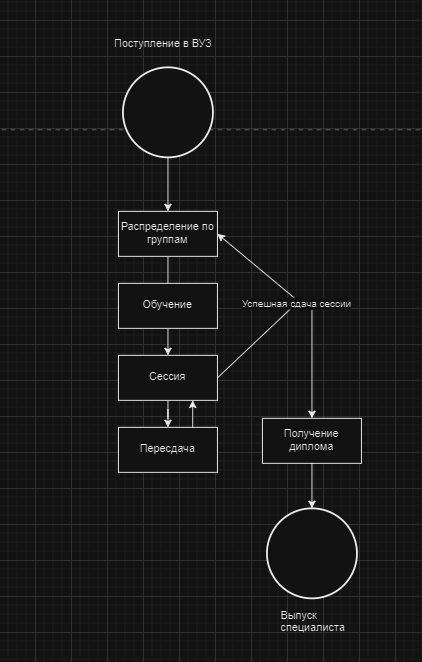 Поступление в ВУЗ
Распределение по
группам
Обучение
Успешная сдача сессии
Сессия
Пересдача
Получение
диплома
Выпуск
специалиста